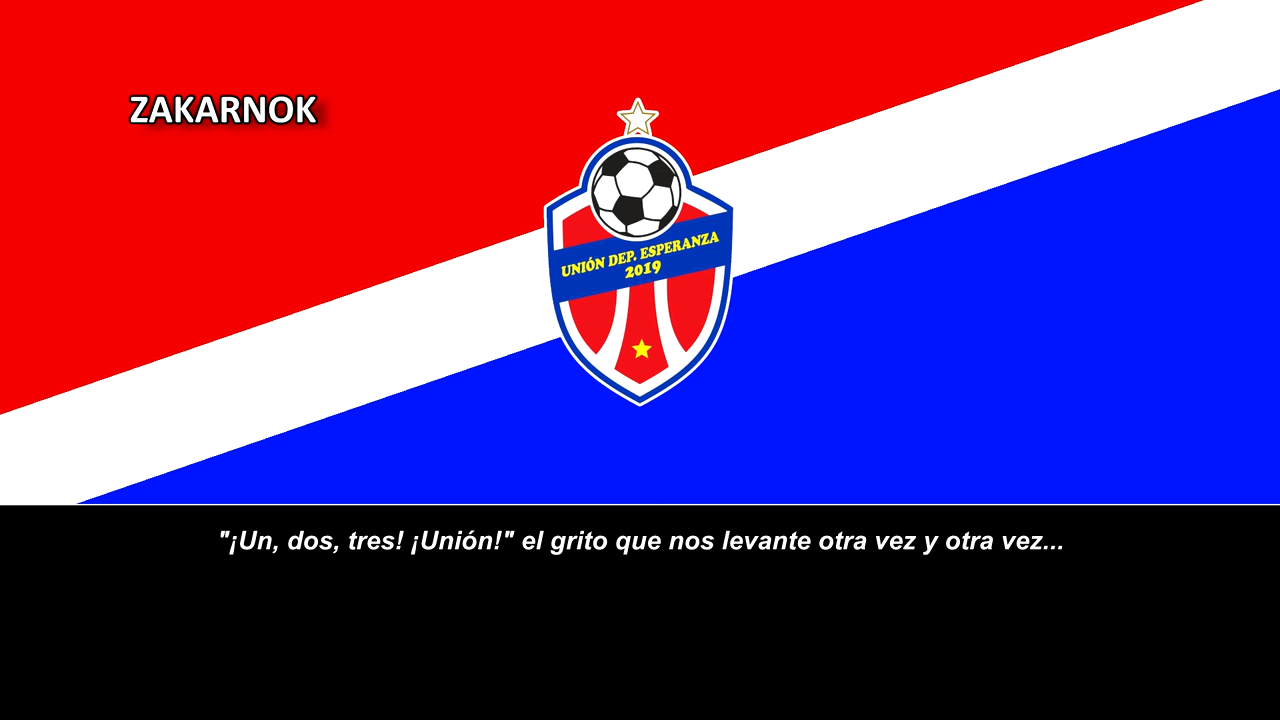 ZAKARNOK
UNIÓN DEP. ESPERANZA
2019
"¡Un, dos, tres! ¡Unión!" el grito que nos levante otra vez y otra vez...